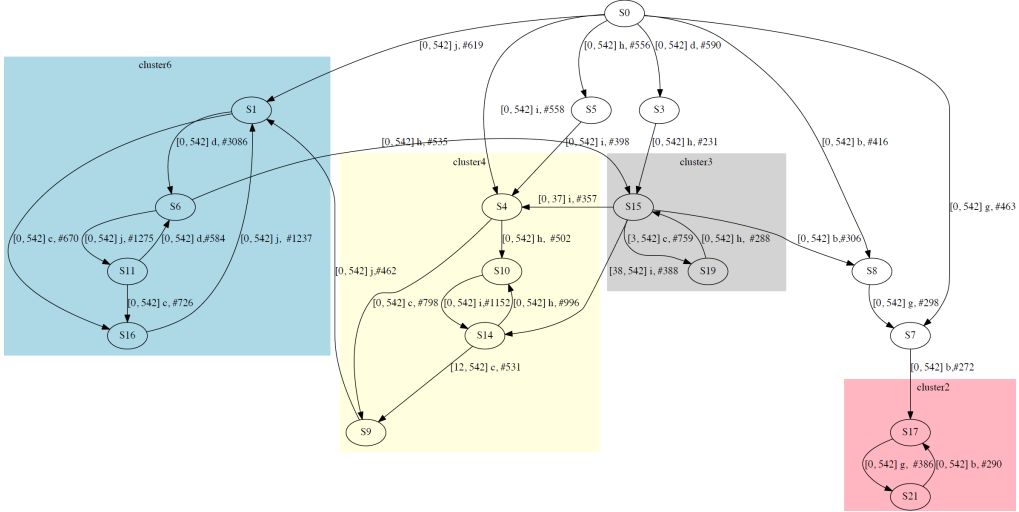 S0
[0, 542] j, #619
[0, 542] h, #556
[0, 542] d, #590
cluster6
S1
[0, 542] i, #558
S5
S3
[0, 542] b, #416
[0, 542] d, #3086
[0, 542] h, #535
[0, 542] i, #398
[0, 542] h, #231
cluster4
cluster3
S6
S4
[0, 37] i, #357
S15
[0, 542] g, #463
[0, 542] c, #670
[0, 542] j, #1275
[0, 542] d,#584
[0, 542] j, #1237
[0, 542] h, #502
[3, 542] c, #759
[0, 542] h, #288
[0, 542] b,#306
S11
[0, 542] j,#462
S10
[38, 542] i, #388
S19
S8
[0, 542] c, #726
[0, 542] c, #798
[0, 542] i,#1152
[0, 542] h, #996
[0, 542] g, #298
S16
S14
S7
[12, 542] c, #531
[0, 542] b,#272
cluster2
S9
S17
[0, 542] g, #386
[0, 542] b, #290
S21